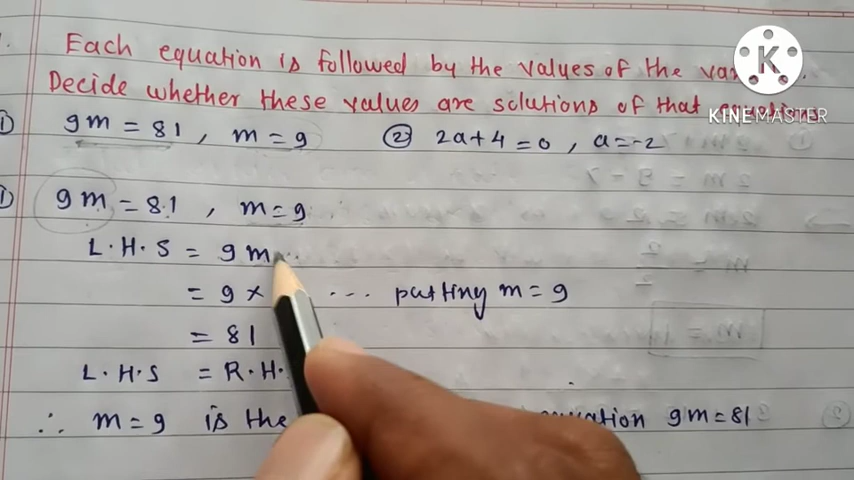 Each equation is followed by the values of the
Decide whether these values are solutions of that equation
① 9m = 81 , m = 9 ② 2a + 4 = 0 , a = -2
① 9m = 81 , m = 9
L.H.S = 9m
= 9 × ... putting m = 9
= 81
L.H.S = R.H.
∴ m = 9 is the 9m = 81
K
KINEMASTER